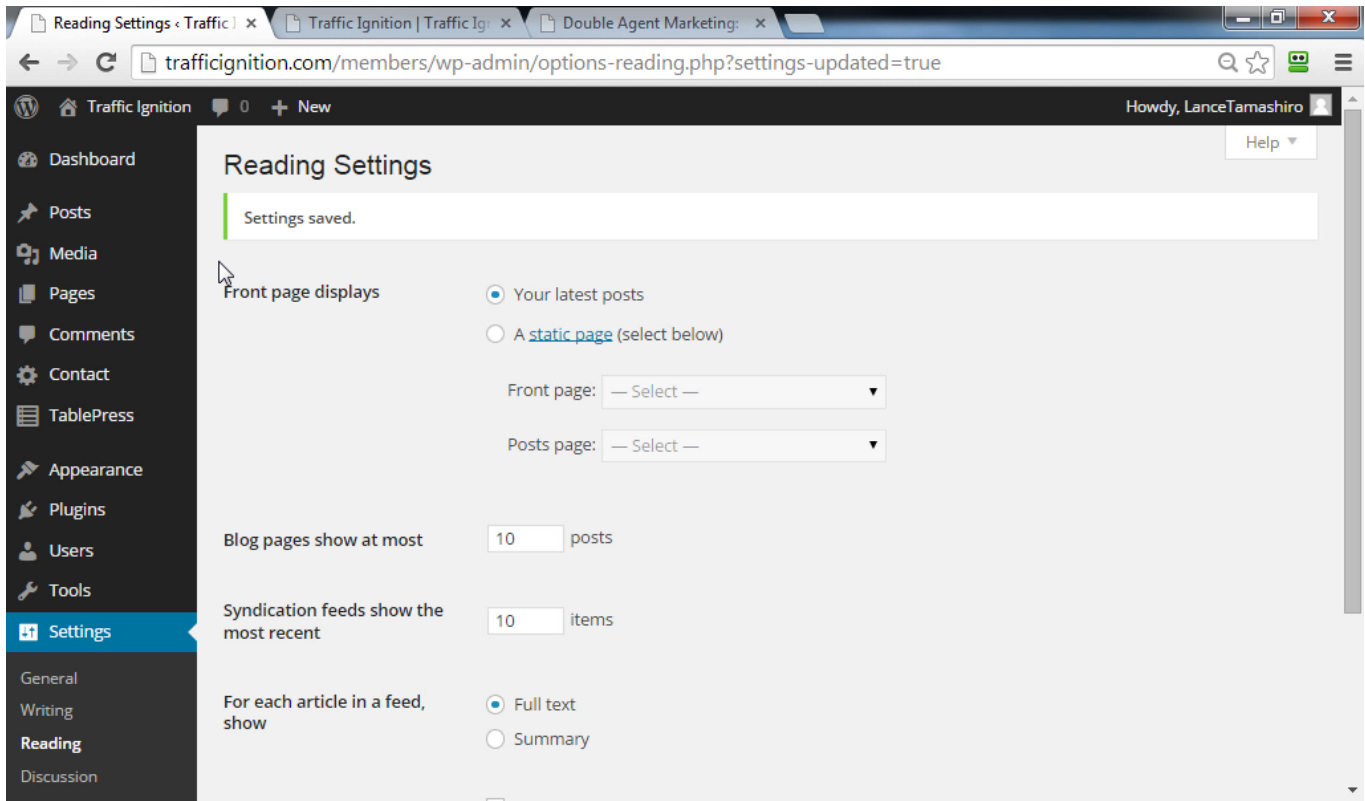 Reading Settings ‹ Traffic I
Traffic Ignition | Traffic Ig
Double Agent Marketing:
trafficignition.com/members/wp-admin/options-reading.php?settings-updated=true
Traffic Ignition 0 + New Howdy, LanceTamashiro
Help
Dashboard
Posts
Media
Pages
Comments
Contact
TablePress
Appearance
Plugins
Users
Tools
Settings
General
Writing
Reading
Discussion
Reading Settings
Settings saved.
Front page displays
Your latest posts
A static page (select below)
Front page: — Select —
Posts page: — Select —
Blog pages show at most 10 posts
Syndication feeds show the
most recent
10 items
For each article in a feed,
show
Full text
Summary